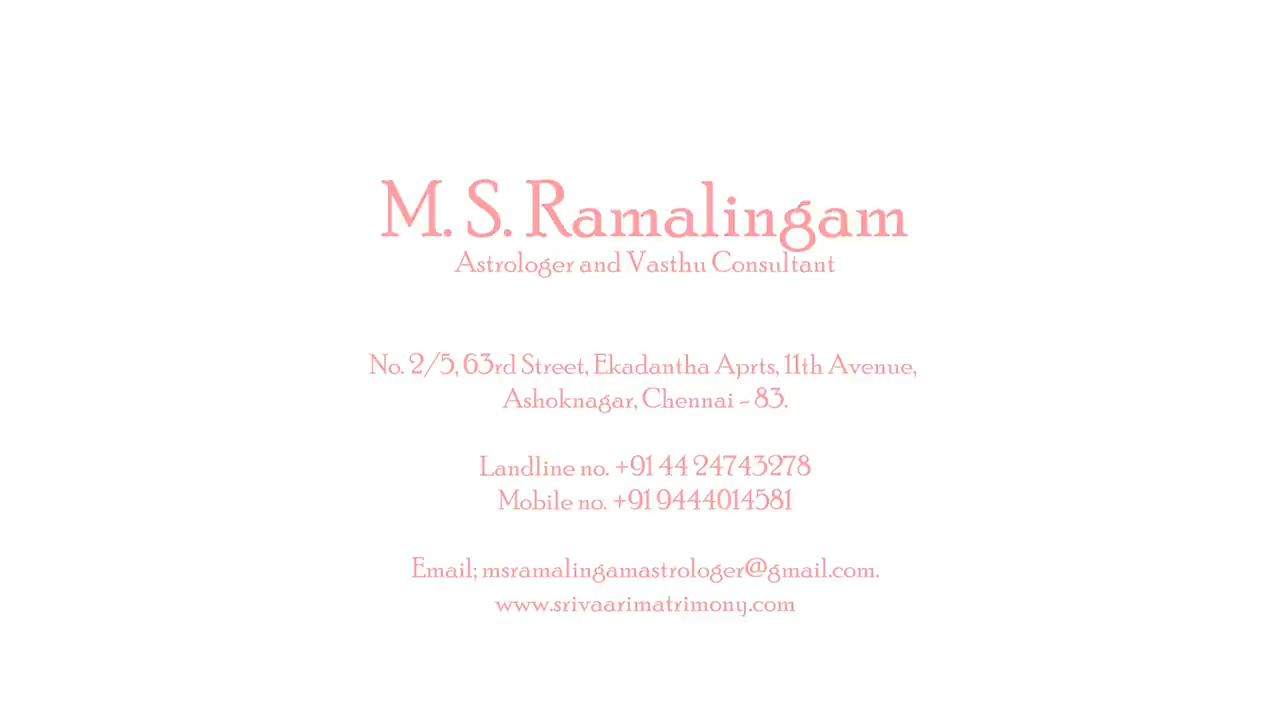 M. S. Ramalingam
Astrologer and Vasthu Consultant
No. 2/5, 63rd Street, Ekadantha Aprts, 11th Avenue,
Ashoknagar, Chennai - 83.
Landline no. +91 44 24743278
Mobile no. +91 9444014581
Email; msramalingamastrologer@gmail.com.
www.srivaarimatrimony.com